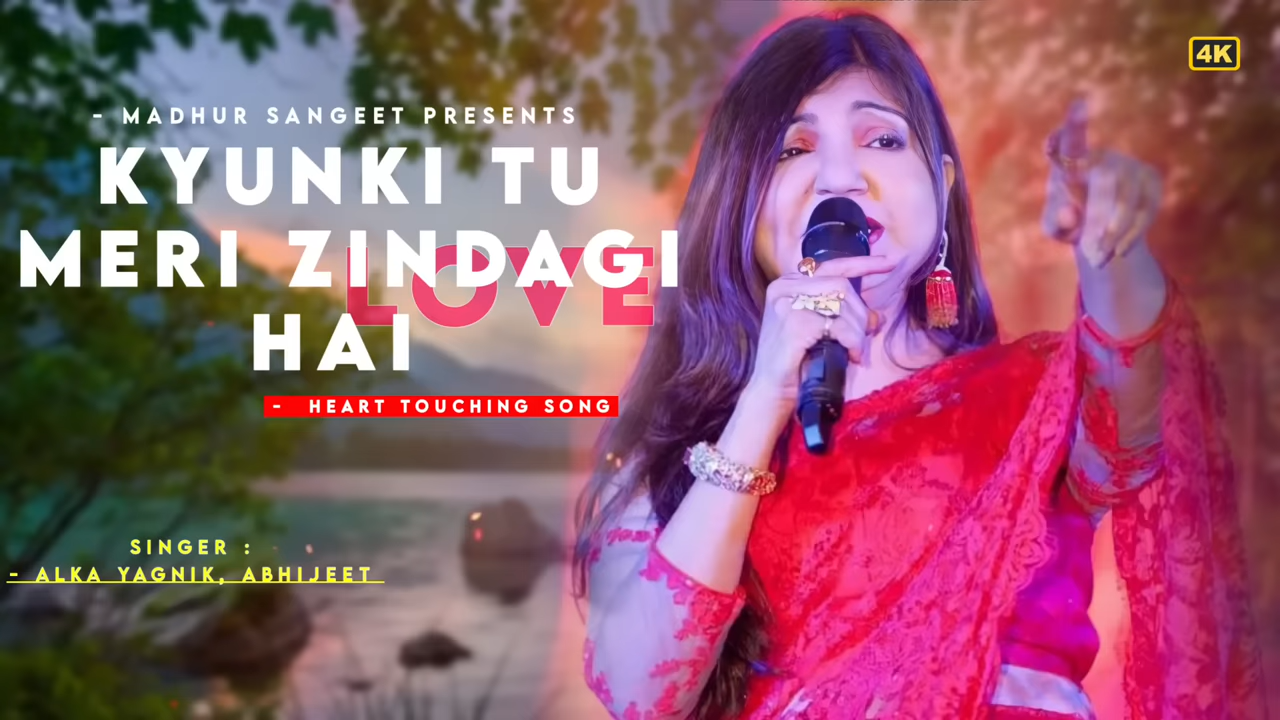 - MADHUR SANGEET PRESENTS
4K
KYUNKI TU
MERI ZINDAGI
LOVE
HAI
- HEART TOUCHING SONG
SINGER :
- ALKA YAGNIK, ABHIJEET